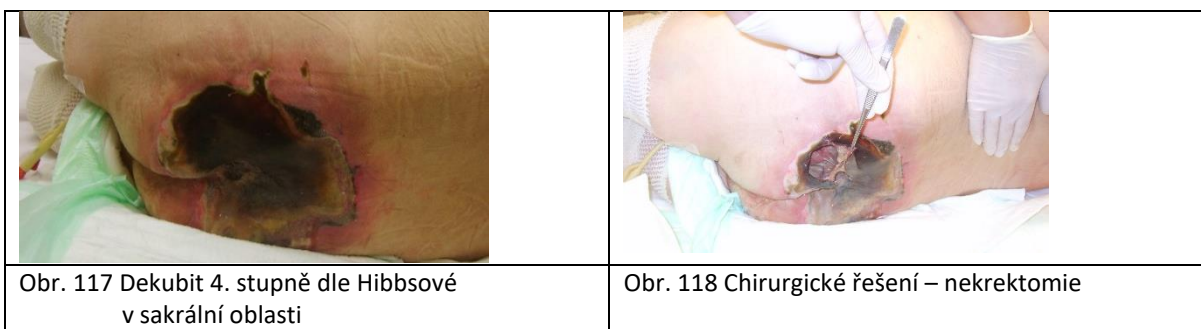 Obr. 117 Dekubit 4. stupně dle Hibbsové
v sakrální oblasti
Obr. 118 Chirurgické řešení – nekrektomie